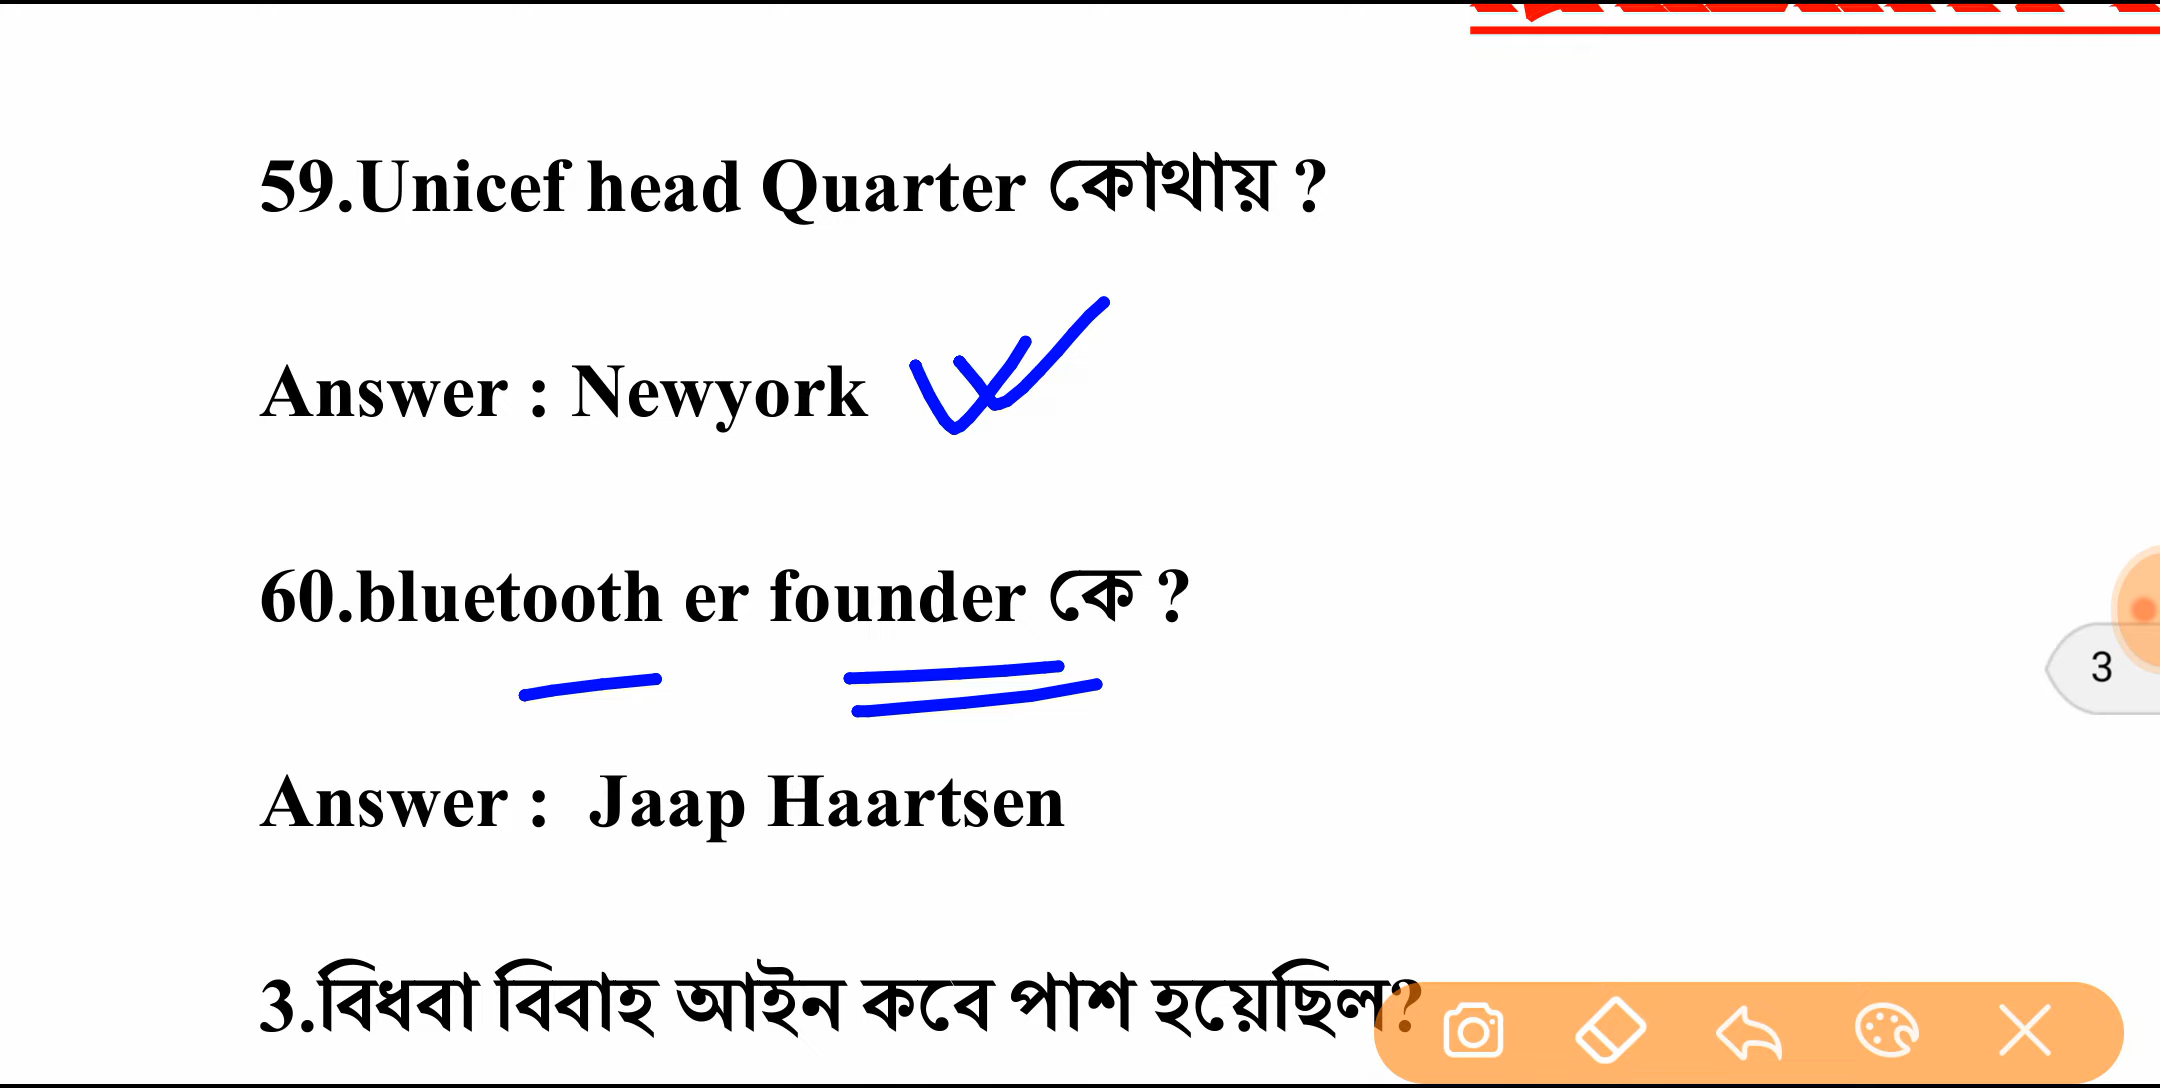 59.Unicef head Quarter কোথায় ?
Answer : Newyork
60.bluetooth er founder কে ?
3
Answer : Jaap Haartsen
3.বিধবা বিবাহ আইন কবে পাশ হয়েছিল?